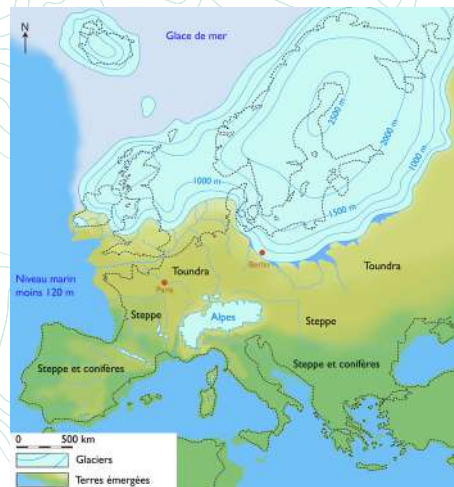 N
Glace de mer
2500 m
2000 m
1000 m
1000 m
1500 m
Berlin
Toundra
Toundra
Niveau marin
moins 120 m
Paris
Steppe
Alpes
Steppe
Steppe et conifères
Steppe et conifères
0 500 km
Glaciers
Terres émergées